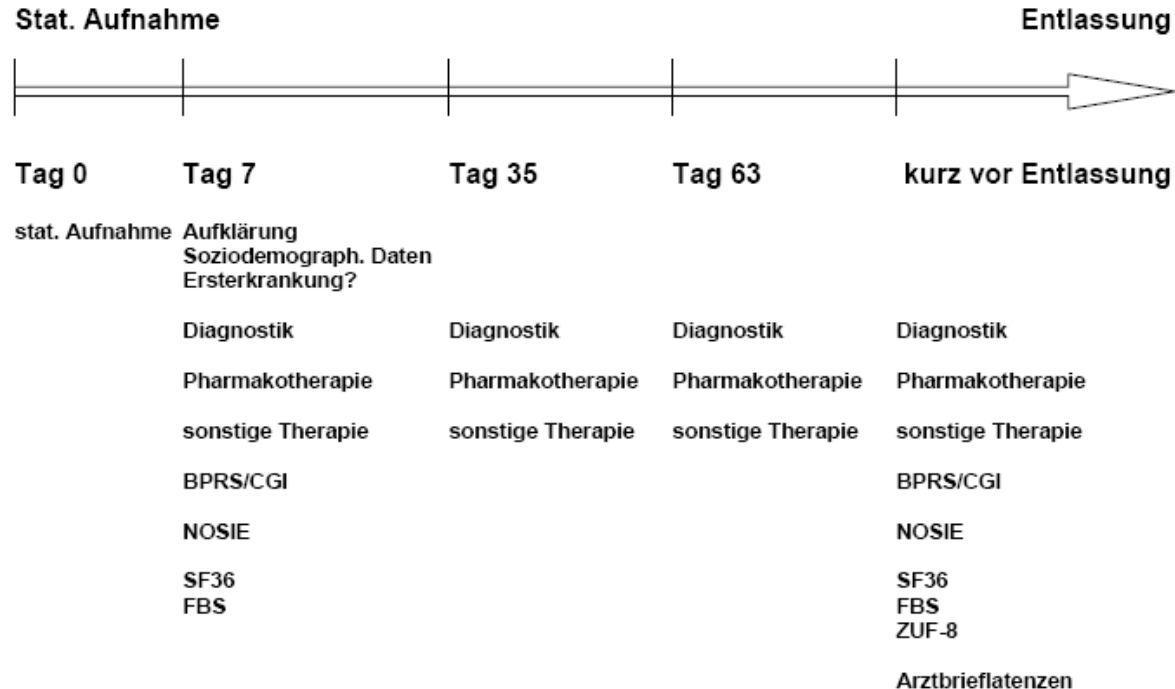 Stat. Aufnahme Entlassung
Tag 0 Tag 7 Tag 35 Tag 63 kurz vor Entlassung
stat. Aufnahme Aufklärung
Soziodemograph. Daten
Ersterkrankung?
Diagnostik Diagnostik Diagnostik Diagnostik
Pharmakotherapie Pharmakotherapie Pharmakotherapie Pharmakotherapie
sonstige Therapie sonstige Therapie sonstige Therapie sonstige Therapie
BPRS/CGI BPRS/CGI
NOSIE NOSIE
SF36 SF36
FBS FBS
ZUF-8
Arztbrieflatenzen